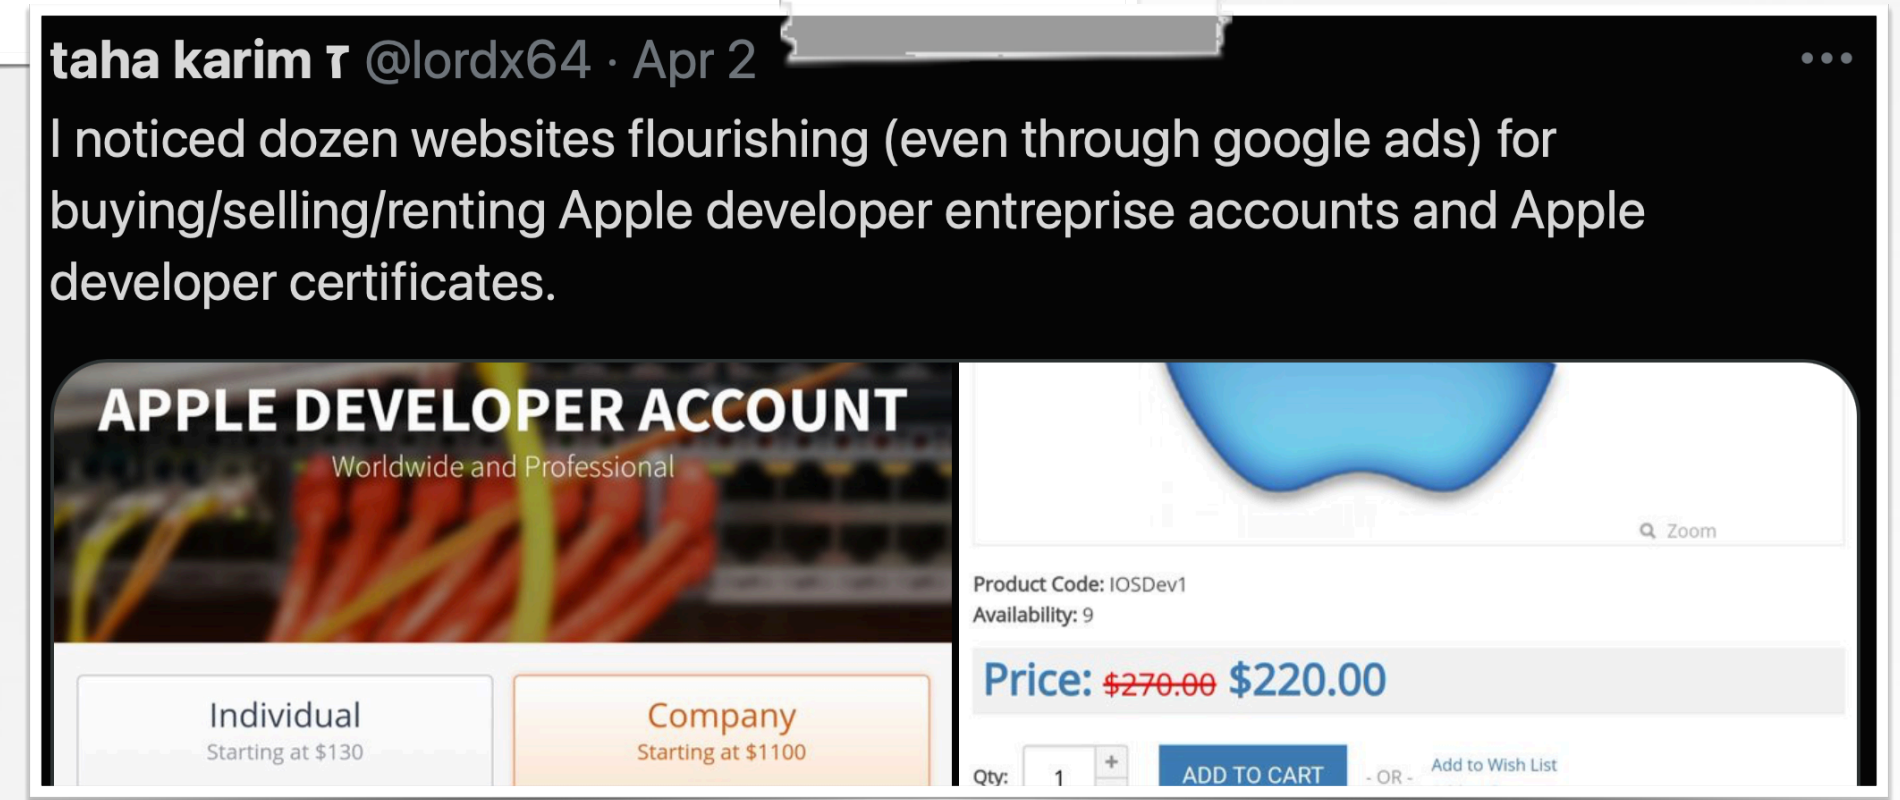 taha karim 𝕋 @lordx64 · Apr 2
I noticed dozen websites flourishing (even through google ads) for
buying/selling/renting Apple developer entreprise accounts and Apple
developer certificates.
APPLE DEVELOPER ACCOUNT
Worldwide and Professional
Individual
Starting at $130
Company
Starting at $1100
Zoom
Product Code: IOSDev1
Availability: 9
Price: $270.00 $220.00
Qty: 1 + ADD TO CART - OR - Add to Wish List